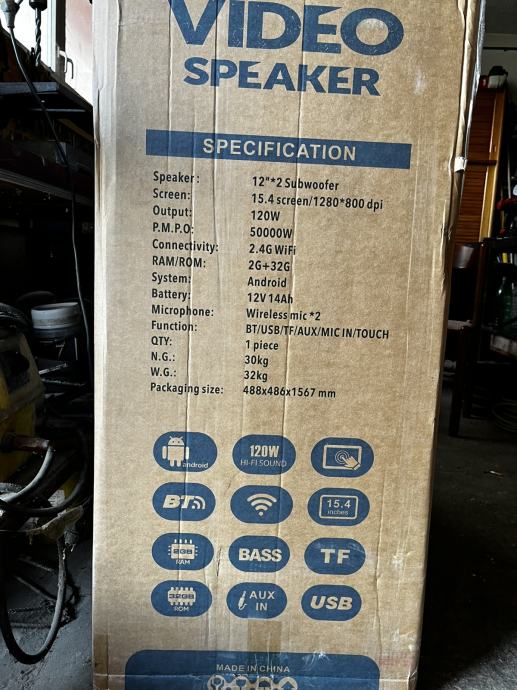 VIDEO
SPEAKER
SPECIFICATION
Speaker: 12"*2 Subwoofer
Screen: 15.4 screen/1280*800 dpi
Output: 120W
P.M.P.O: 50000W
Connectivity: 2.4G WiFi
RAM/ROM: 2G+32G
System: Android
Battery: 12V 14Ah
Microphone: Wireless mic *2
Function: BT/USB/TF/AUX/MIC IN/TOUCH
QTY: 1 piece
N.G.: 30kg
W.G.: 32kg
Packaging size: 488x486x1567 mm
android
120W
HI-FI SOUND
BT
15.4
inches
2GB
RAM
BASS
TF
32GB
ROM
AUX
IN
USB
MADE IN CHINA